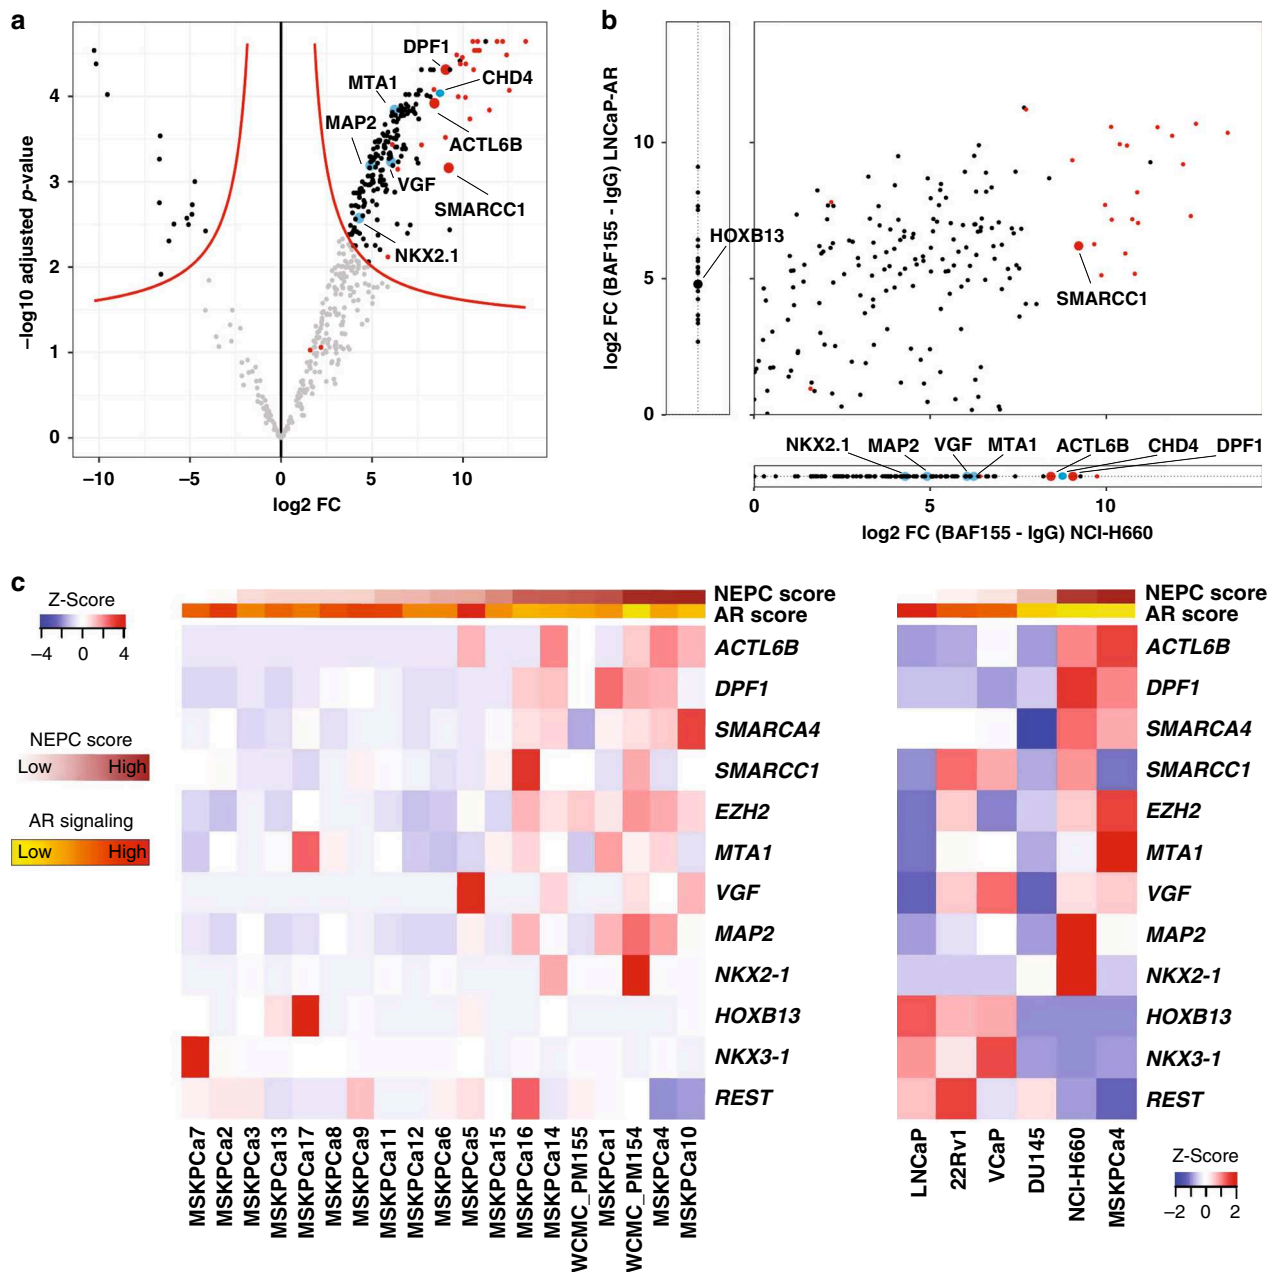 a
−log10 adjusted p-value
4
3
2
1
0
−10
−5
0
5
10
log2 FC
DPF1
MTA1
CHD4
MAP2
ACTL6B
VGF
SMARCC1
NKX2.1
b
log2 FC (BAF155 - IgG) LNCaP-AR
10
5
0
HOXB13
SMARCC1
NKX2.1
MAP2
VGF
MTA1
ACTL6B
CHD4
DPF1
0
5
10
log2 FC (BAF155 - IgG) NCI-H660
c
Z-Score
−4
0
4
NEPC score
Low
High
AR signaling
Low
High
NEPC score
AR score
ACTL6B
DPF1
SMARCA4
SMARCC1
EZH2
MTA1
VGF
MAP2
NKX2-1
HOXB13
NKX3-1
REST
MSKPCa7
MSKPCa2
MSKPCa3
MSKPCa13
MSKPCa17
MSKPCa8
MSKPCa9
MSKPCa11
MSKPCa12
MSKPCa6
MSKPCa5
MSKPCa15
MSKPCa16
MSKPCa14
WCMC_PM155
MSKPCa1
WCMC_PM154
MSKPCa4
MSKPCa10
NEPC score
AR score
ACTL6B
DPF1
SMARCA4
SMARCC1
EZH2
MTA1
VGF
MAP2
NKX2-1
HOXB13
NKX3-1
REST
LNCaP
22Rv1
VCaP
DU145
NCI-H660
MSKPCa4
Z-Score
−2
0
2